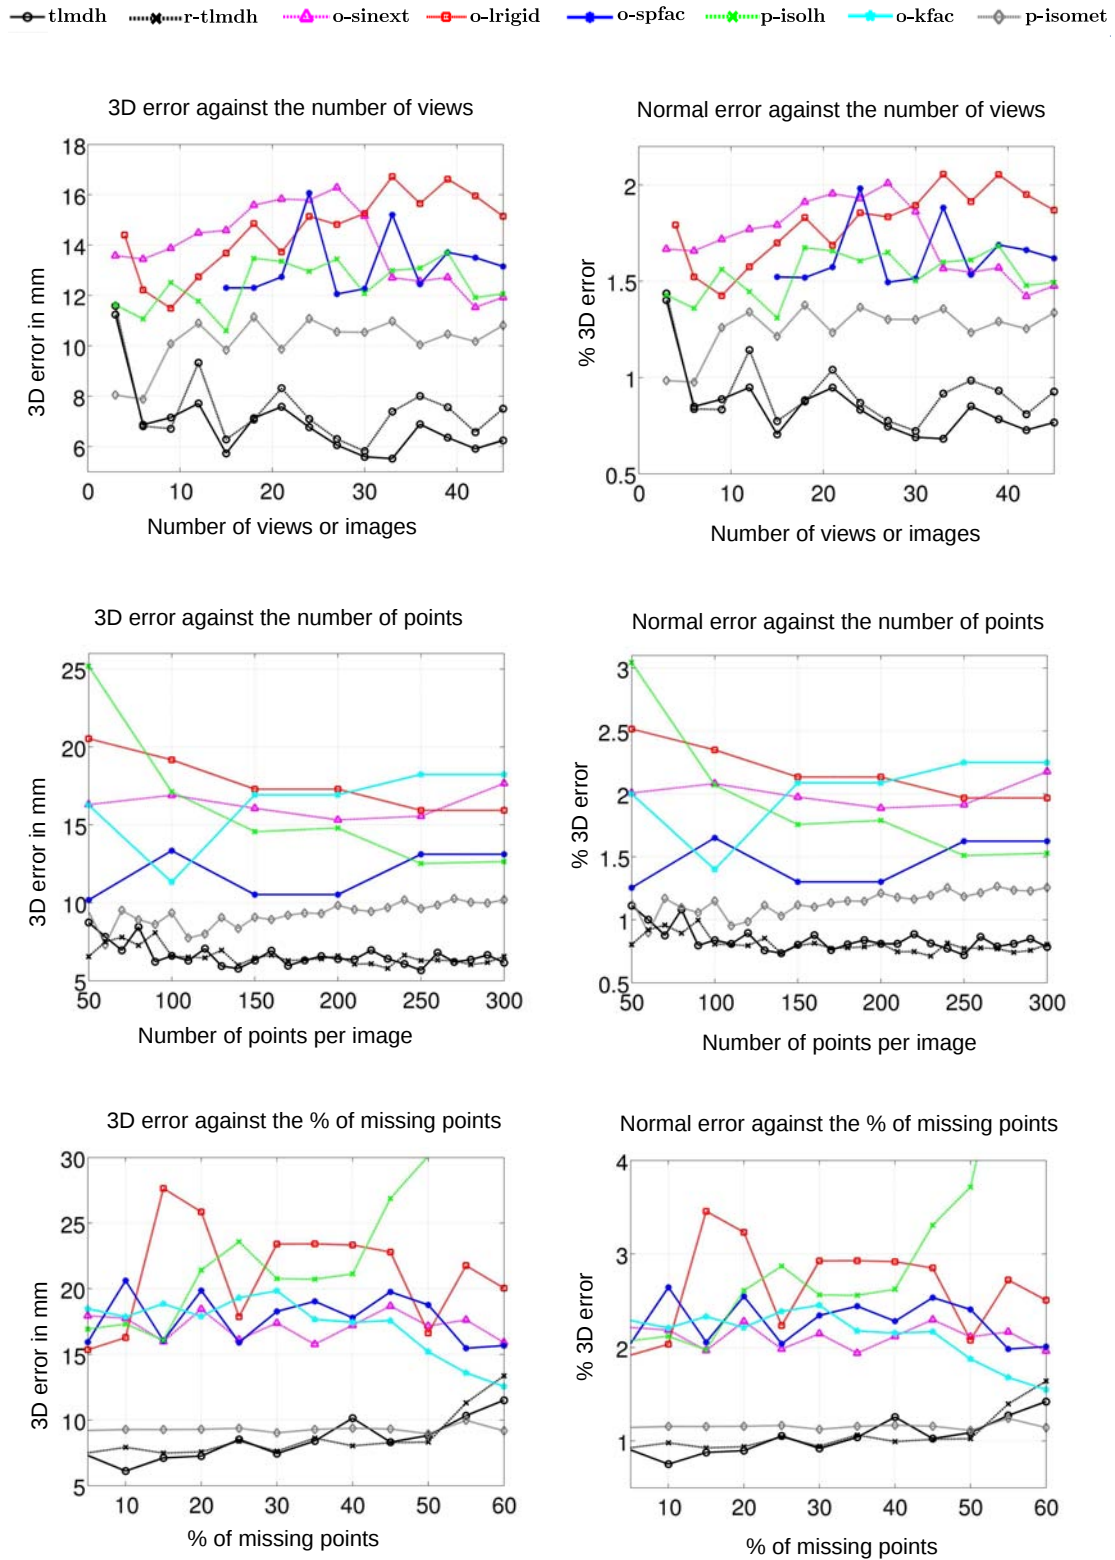 tlmdh r-tlmdh o-sinext o-lrigid o-spfac p-isolh o-kfac p-isomet
3D error against the number of views
3D error in mm
18
16
14
12
10
8
6
0 10 20 30 40
Number of views or images
Normal error against the number of views
% 3D error
2
1.5
1
0.5
0 10 20 30 40
Number of views or images
3D error against the number of points
3D error in mm
25
20
15
10
5
50 100 150 200 250 300
Number of points per image
Normal error against the number of points
% 3D error
3
2.5
2
1.5
1
0.5
50 100 150 200 250 300
Number of points per image
3D error against the % of missing points
3D error in mm
30
25
20
15
10
5
10 20 30 40 50 60
% of missing points
Normal error against the % of missing points
% 3D error
4
3
2
1
10 20 30 40 50 60
% of missing points